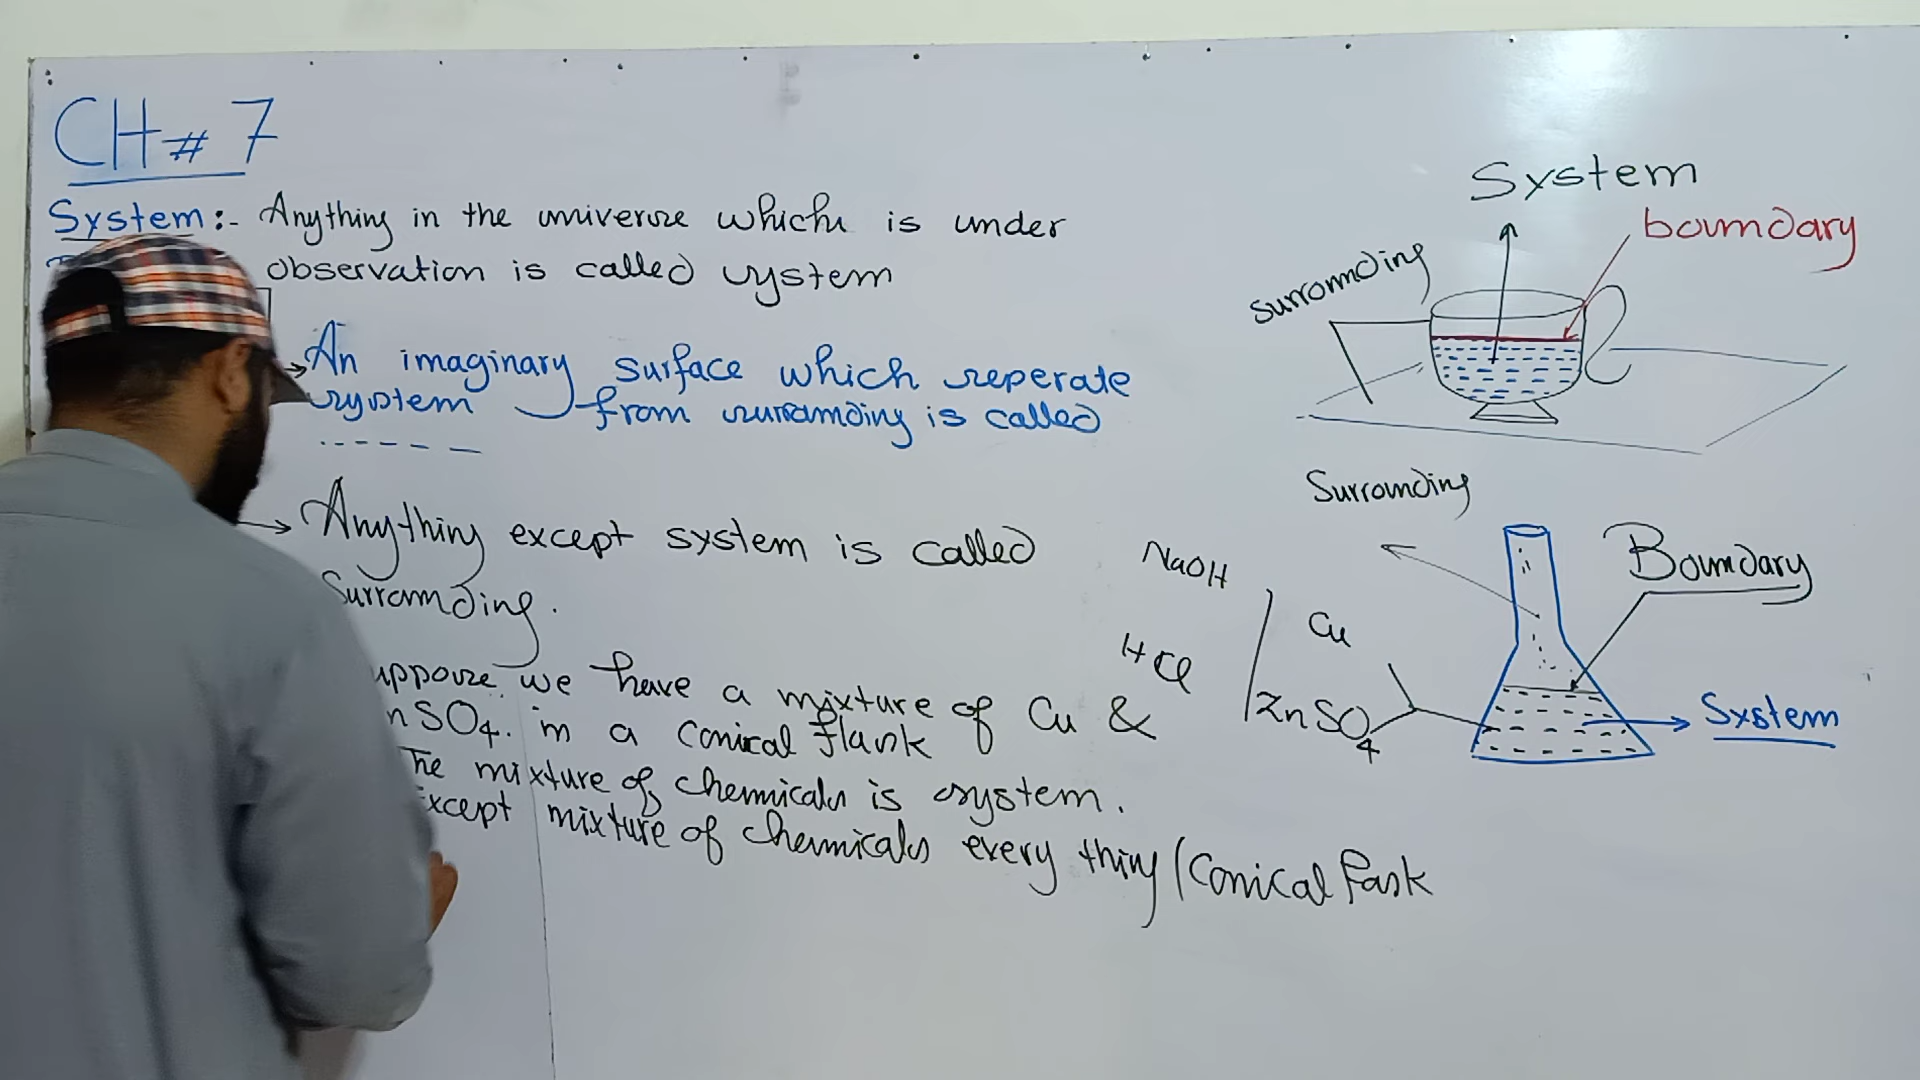 CH# 7
System:- Anything in the universe which is under
observation is called system
An imaginary surface which seperate
system from surrounding is called
Anything except system is called
Surrounding.
uppose we have a mixture of Cu &
nSO4. in a conical flask
The mixture of chemicals is system.
xcept mixture of chemicals every thing (Conical flask
System
boundary
surrounding
Surrounding
Boundary
NaOH
HCl
Cu
ZnSO4
System